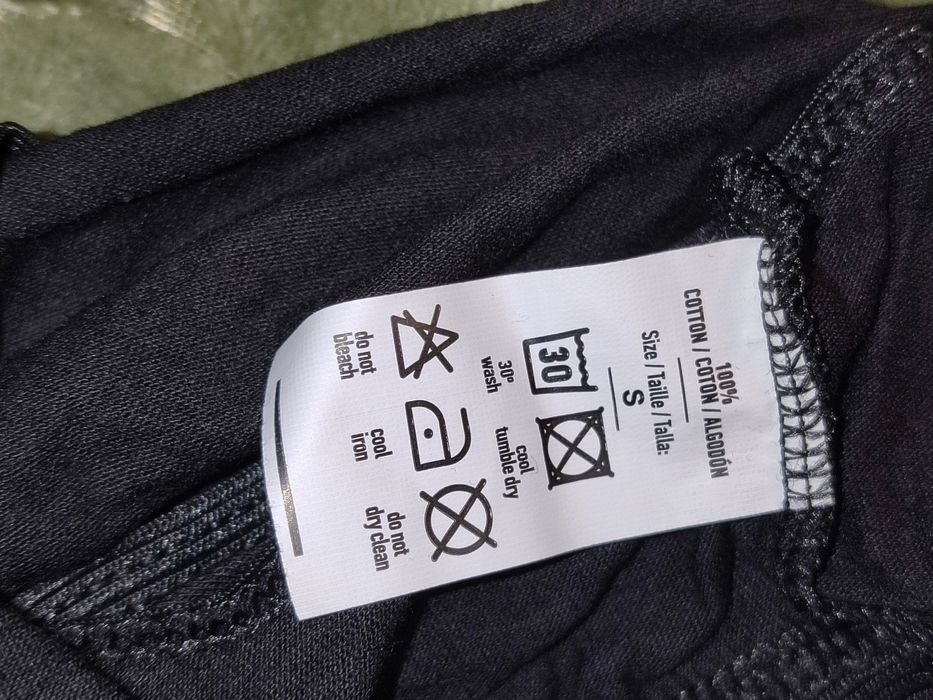 100%
COTTON / COTON / ALGODÓN
Size / Taille / Talla:
S
30
30°
wash
cool
tumble dry
do not
bleach
cool
iron
do not
dry clean